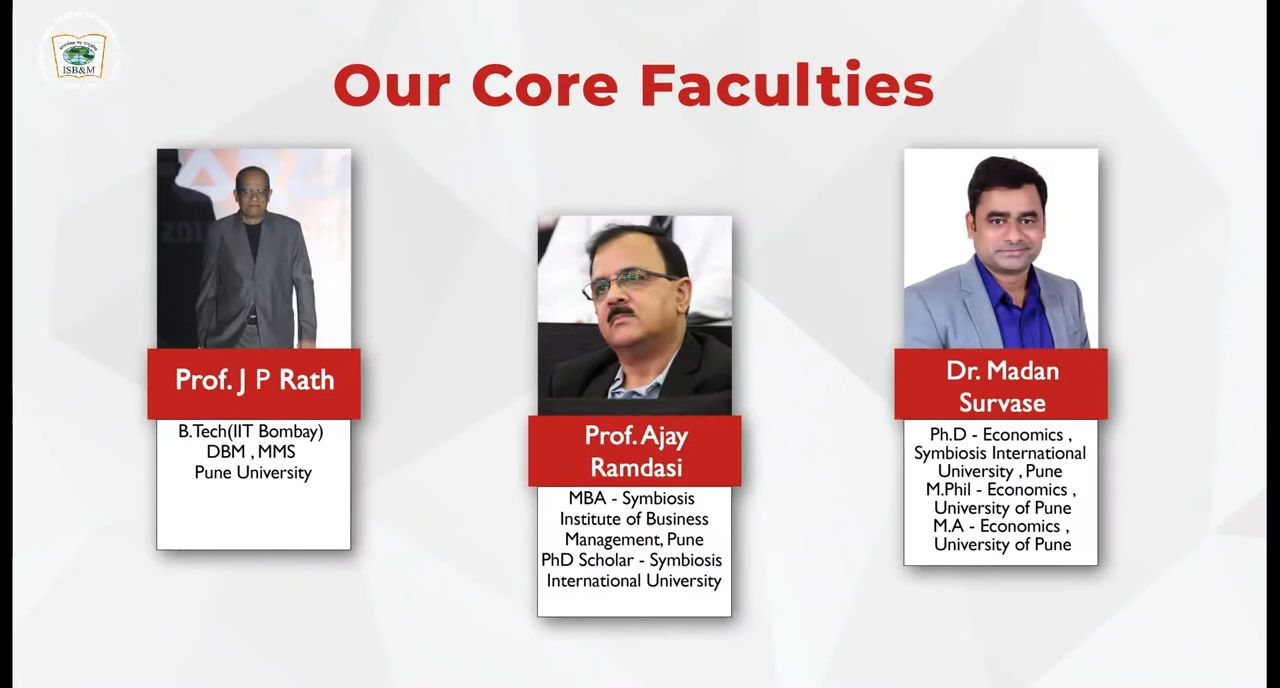 ISB&M
Our Core Faculties
Prof. J P Rath
B.Tech(IIT Bombay)
DBM , MMS
Pune University
Prof. Ajay
Ramdasi
MBA - Symbiosis
Institute of Business
Management, Pune
PhD Scholar - Symbiosis
International University
Dr. Madan
Survase
Ph.D - Economics ,
Symbiosis International
University , Pune
M.Phil - Economics ,
University of Pune
M.A - Economics ,
University of Pune